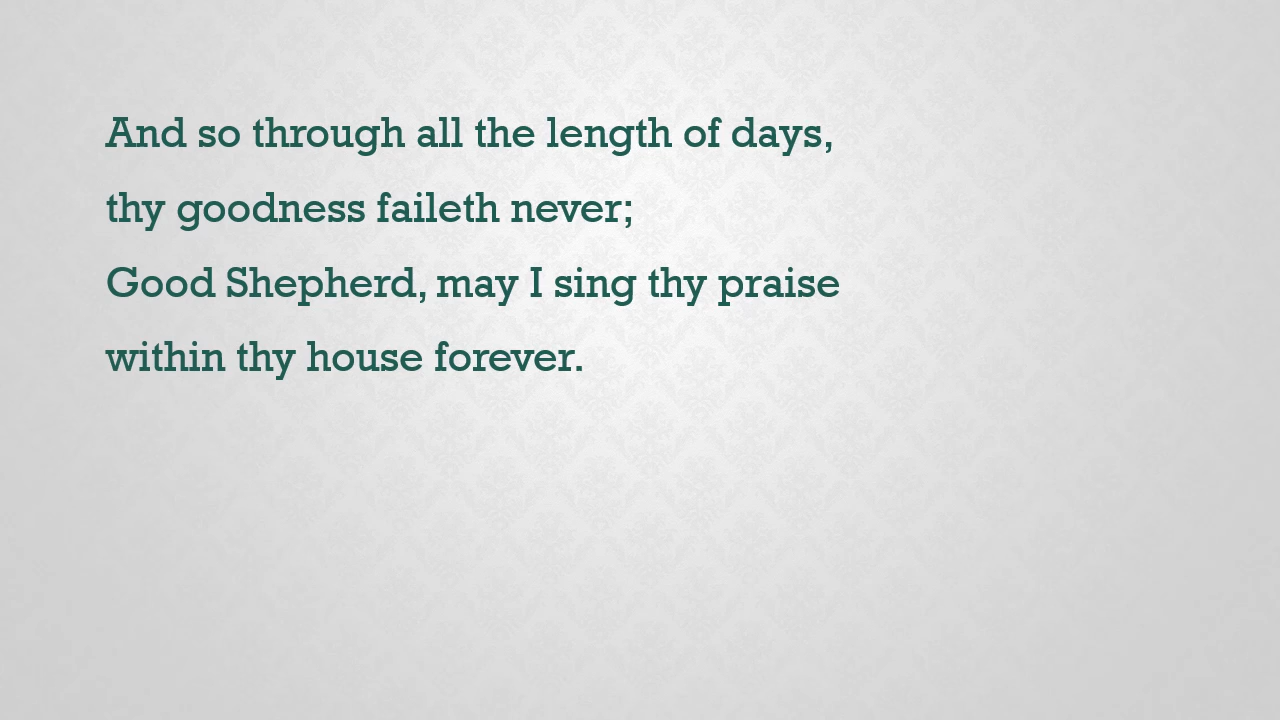 And so through all the length of days,
thy goodness faileth never;
Good Shepherd, may I sing thy praise
within thy house forever.